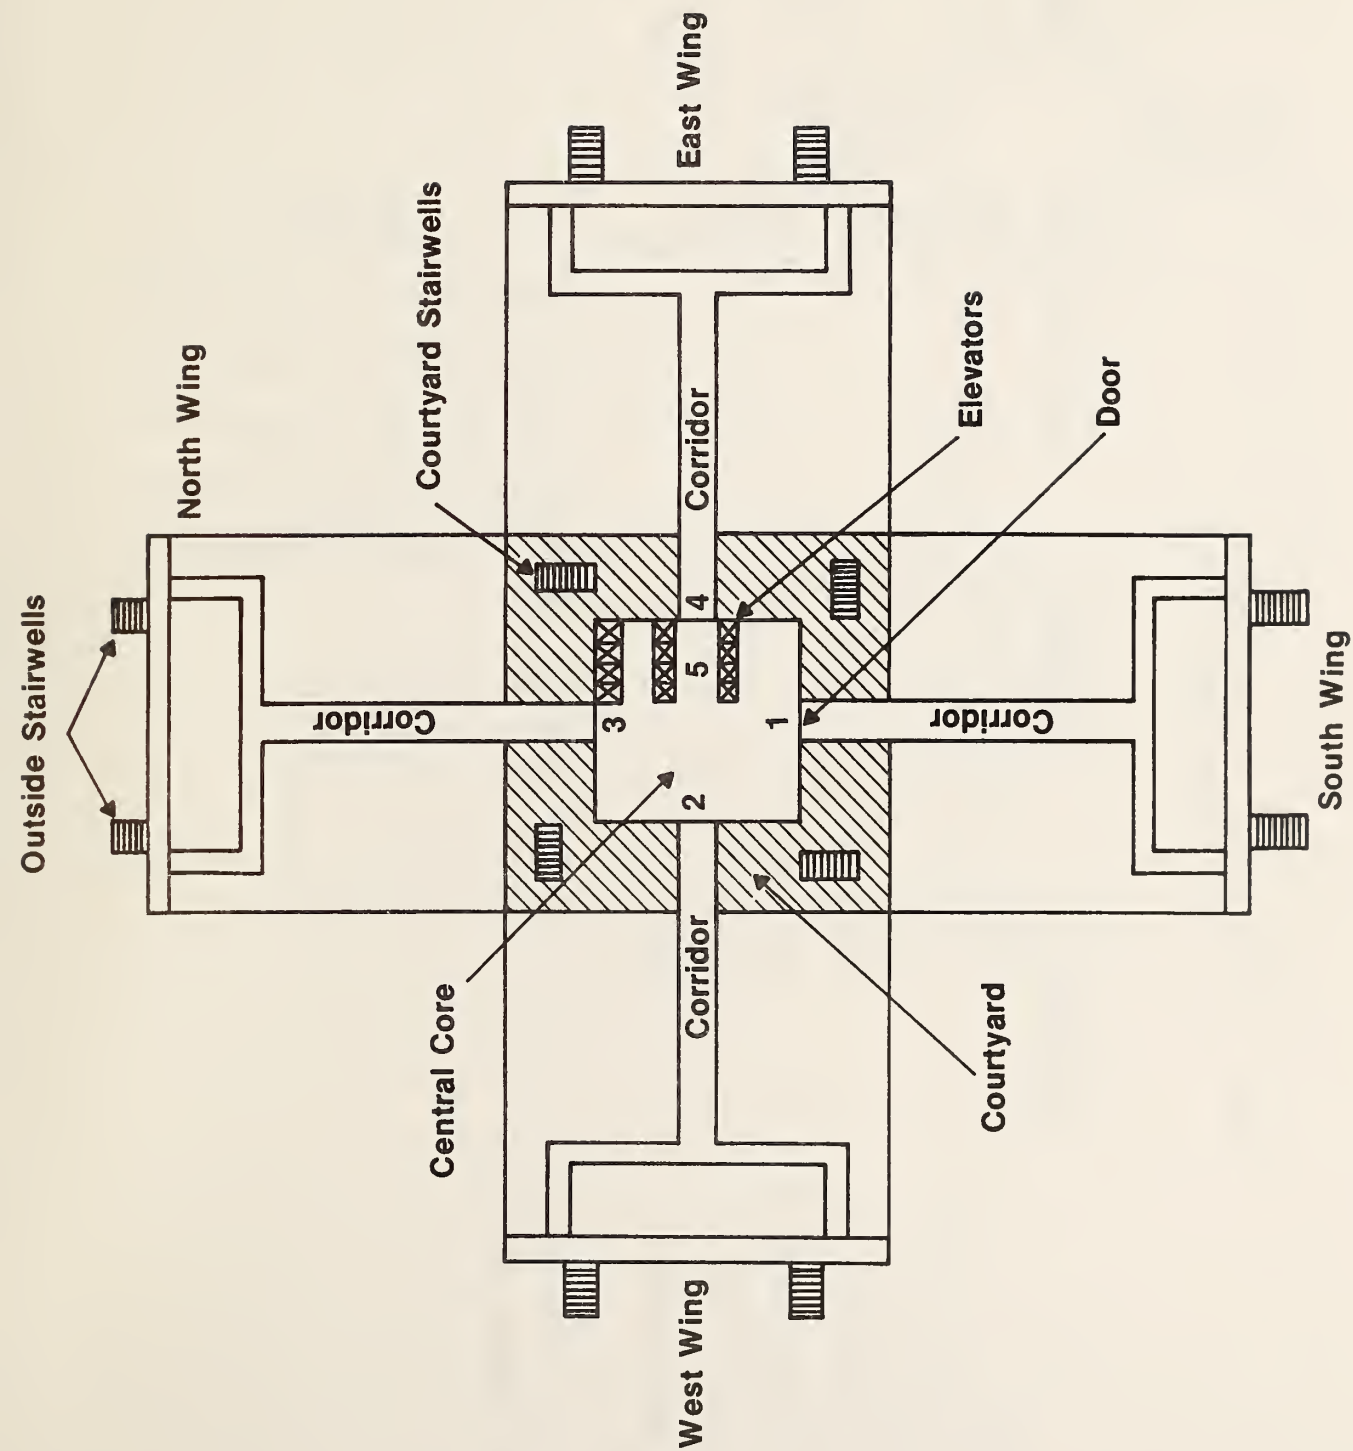 Outside Stairwells
North Wing
Courtyard Stairwells
East Wing
Corridor
Corridor
3
4
5
Elevators
2
1
Door
Central Core
Corridor
Corridor
Courtyard
West Wing
South Wing